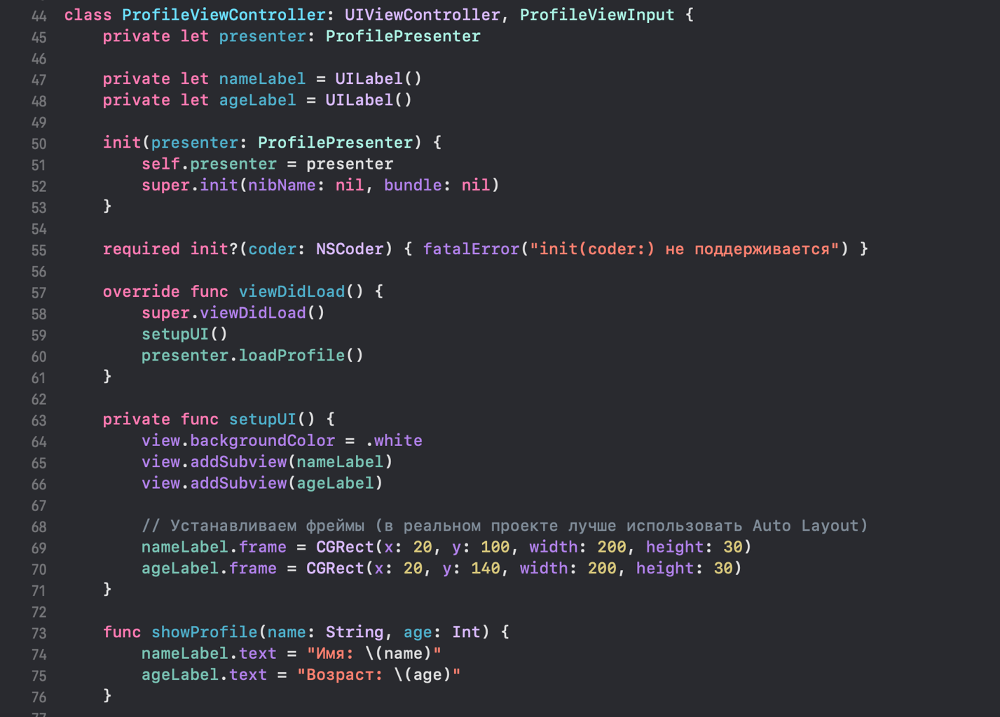 44 class ProfileViewController: UIViewController, ProfileViewInput {
45     private let presenter: ProfilePresenter
46
47     private let nameLabel = UILabel()
48     private let ageLabel = UILabel()
49
50     init(presenter: ProfilePresenter) {
51         self.presenter = presenter
52         super.init(nibName: nil, bundle: nil)
53     }
54
55     required init?(coder: NSCoder) { fatalError("init(coder:) не поддерживается") }
56
57     override func viewDidLoad() {
58         super.viewDidLoad()
59         setupUI()
60         presenter.loadProfile()
61     }
62
63     private func setupUI() {
64         view.backgroundColor = .white
65         view.addSubview(nameLabel)
66         view.addSubview(ageLabel)
67
68         // Устанавливаем фреймы (в реальном проекте лучше использовать Auto Layout)
69         nameLabel.frame = CGRect(x: 20, y: 100, width: 200, height: 30)
70         ageLabel.frame = CGRect(x: 20, y: 140, width: 200, height: 30)
71     }
72
73     func showProfile(name: String, age: Int) {
74         nameLabel.text = "Имя: \(name)"
75         ageLabel.text = "Возраст: \(age)"
76     }